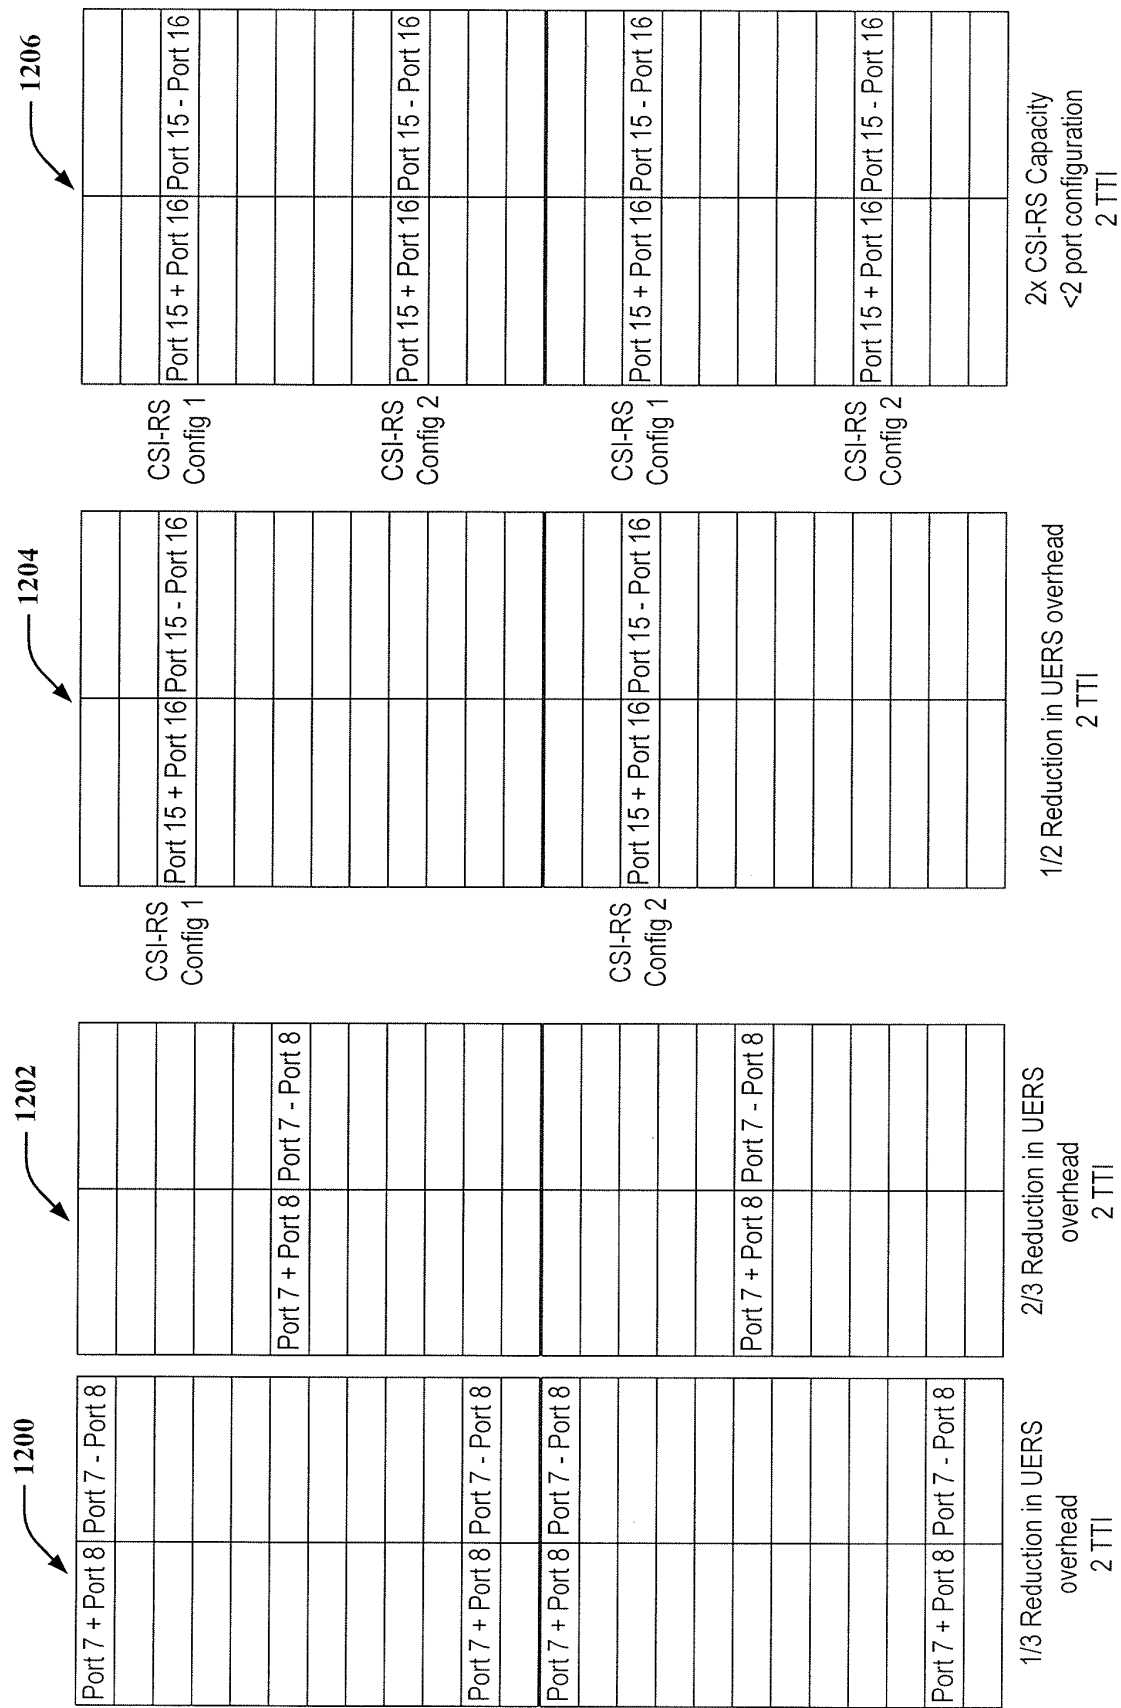 1200
Port 7 + Port 8 Port 7 - Port 8
Port 7 + Port 8 Port 7 - Port 8
Port 7 + Port 8 Port 7 - Port 8
Port 7 + Port 8 Port 7 - Port 8
1/3 Reduction in UERS
overhead
2 TTI
1202
Port 7 + Port 8 Port 7 - Port 8
Port 7 + Port 8 Port 7 - Port 8
2/3 Reduction in UERS
overhead
2 TTI
1204
CSI-RS
Config 1
Port 15 + Port 16 Port 15 - Port 16
CSI-RS
Config 2
Port 15 + Port 16 Port 15 - Port 16
1/2 Reduction in UERS overhead
2 TTI
1206
CSI-RS
Config 1
Port 15 + Port 16 Port 15 - Port 16
CSI-RS
Config 2
Port 15 + Port 16 Port 15 - Port 16
CSI-RS
Config 1
Port 15 + Port 16 Port 15 - Port 16
CSI-RS
Config 2
Port 15 + Port 16 Port 15 - Port 16
2x CSI-RS Capacity
<2 port configuration
2 TTI